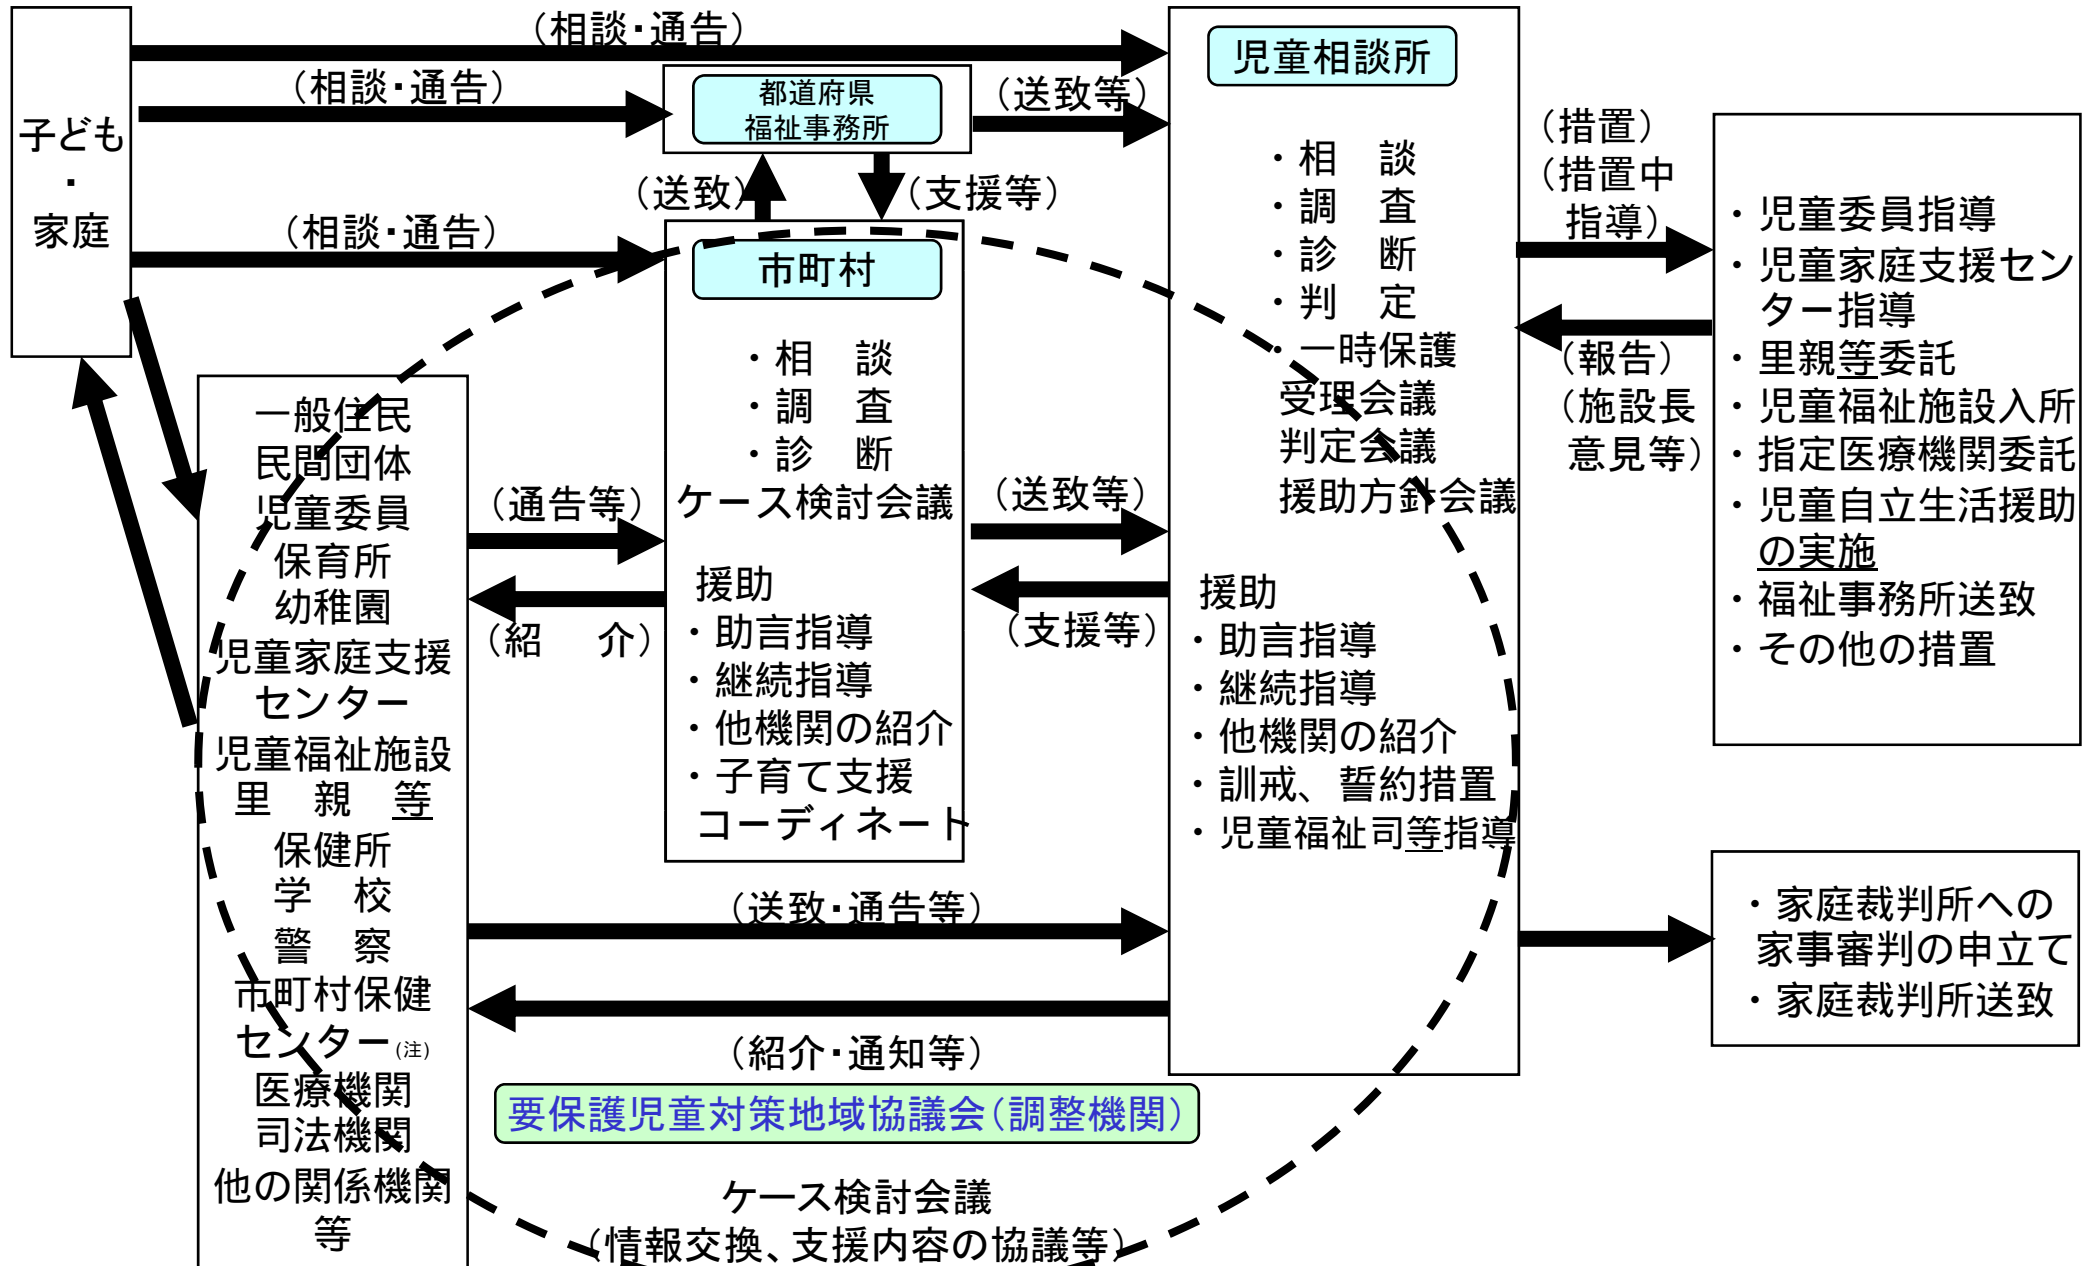 子ども
・
家庭
（相談・通告）
（相談・通告）
（相談・通告）
都道府県
福祉事務所
（送致等）
（送致）
（支援等）
市町村
・相　談
・調　査
・診　断
ケース検討会議
援助
・助言指導
・継続指導
・他機関の紹介
・子育て支援
コーディネート
一般住民
民間団体
児童委員
保育所
幼稚園
児童家庭支援
センター
児童福祉施設
里　親　等
保健所
学　校
警　察
市町村保健
センター(注)
医療機関
司法機関
他の関係機関
等
（通告等）
（紹　介）
（送致等）
（支援等）
（送致・通告等）
（紹介・通知等）
児童相談所
・相　談
・調　査
・診　断
・判　定
・一時保護
受理会議
判定会議
援助方針会議
援助
・助言指導
・継続指導
・他機関の紹介
・訓戒、誓約措置
・児童福祉司等指導
（措置）
（措置中
指導）
（報告）
（施設長
意見等）
・児童委員指導
・児童家庭支援セン
ター指導
・里親等委託
・児童福祉施設入所
・指定医療機関委託
・児童自立生活援助
の実施
・福祉事務所送致
・その他の措置
・家庭裁判所への
家事審判の申立て
・家庭裁判所送致
要保護児童対策地域協議会（調整機関）
ケース検討会議
（情報交換、支援内容の協議等）